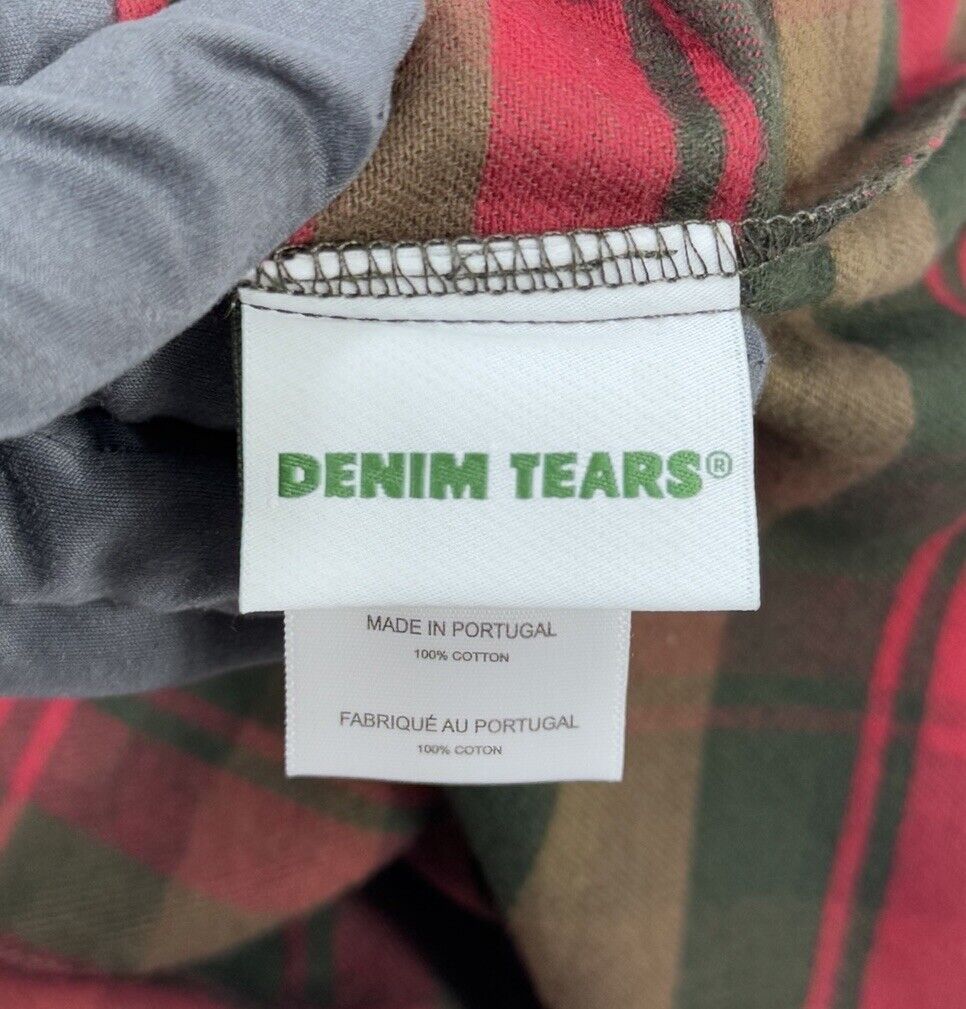 DENIM TEARS®
MADE IN PORTUGAL
100% COTTON
FABRIQUÉ AU PORTUGAL
100% COTON